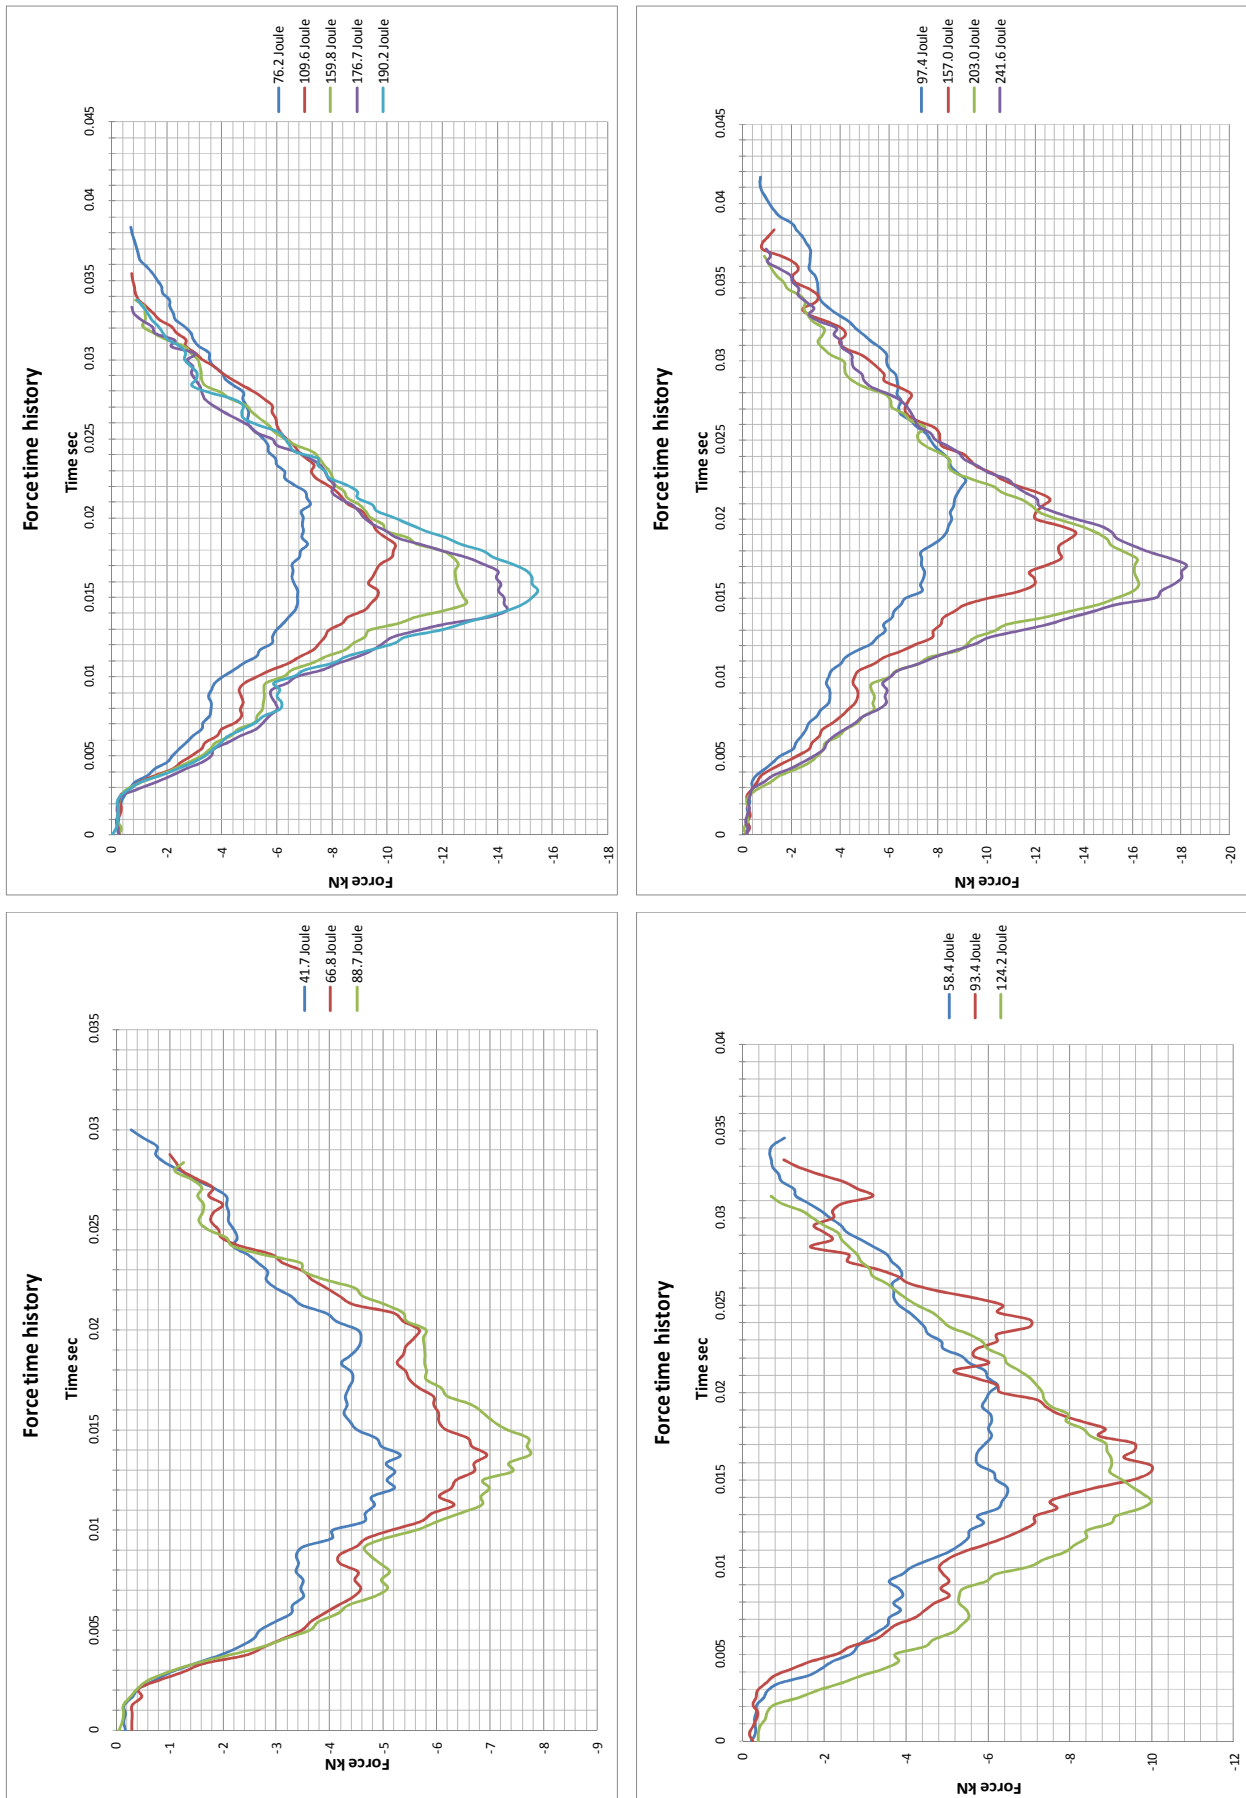 Force time history
Time sec
0 0.005 0.01 0.015 0.02 0.025 0.03 0.035
0
-1
-2
-3
-4
-5
-6
-7
-8
-9
Force kN
41.7 Joule
66.8 Joule
88.7 Joule
Force time history
Time sec
0 0.005 0.01 0.015 0.02 0.025 0.03 0.035 0.04 0.045
0
-2
-4
-6
-8
-10
-12
-14
-16
-18
Force kN
76.2 Joule
109.6 Joule
159.8 Joule
176.7 Joule
190.2 Joule
Force time history
Time sec
0 0.005 0.01 0.015 0.02 0.025 0.03 0.035 0.04
0
-2
-4
-6
-8
-10
-12
Force kN
58.4 Joule
93.4 Joule
124.2 Joule
Force time history
Time sec
0 0.005 0.01 0.015 0.02 0.025 0.03 0.035 0.04 0.045
0
-2
-4
-6
-8
-10
-12
-14
-16
-18
-20
Force kN
97.4 Joule
157.0 Joule
203.0 Joule
241.6 Joule